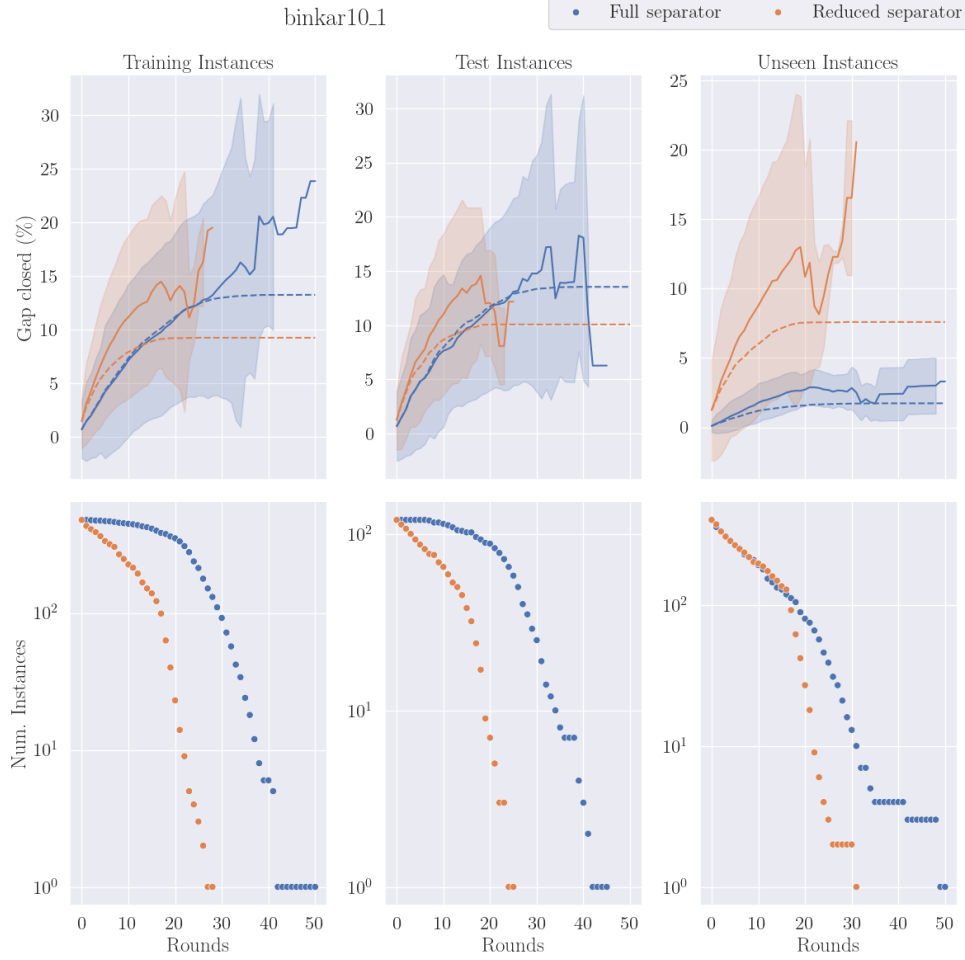 binkar10_1
Full separator
Reduced separator
Training Instances
Test Instances
Unseen Instances
Gap closed (%)
30
25
20
15
10
5
0
30
25
20
15
10
5
0
25
20
15
10
5
0
Num. Instances
10^2
10^1
10^0
10^2
10^1
10^0
10^2
10^1
10^0
0 10 20 30 40 50
0 10 20 30 40 50
0 10 20 30 40 50
Rounds
Rounds
Rounds